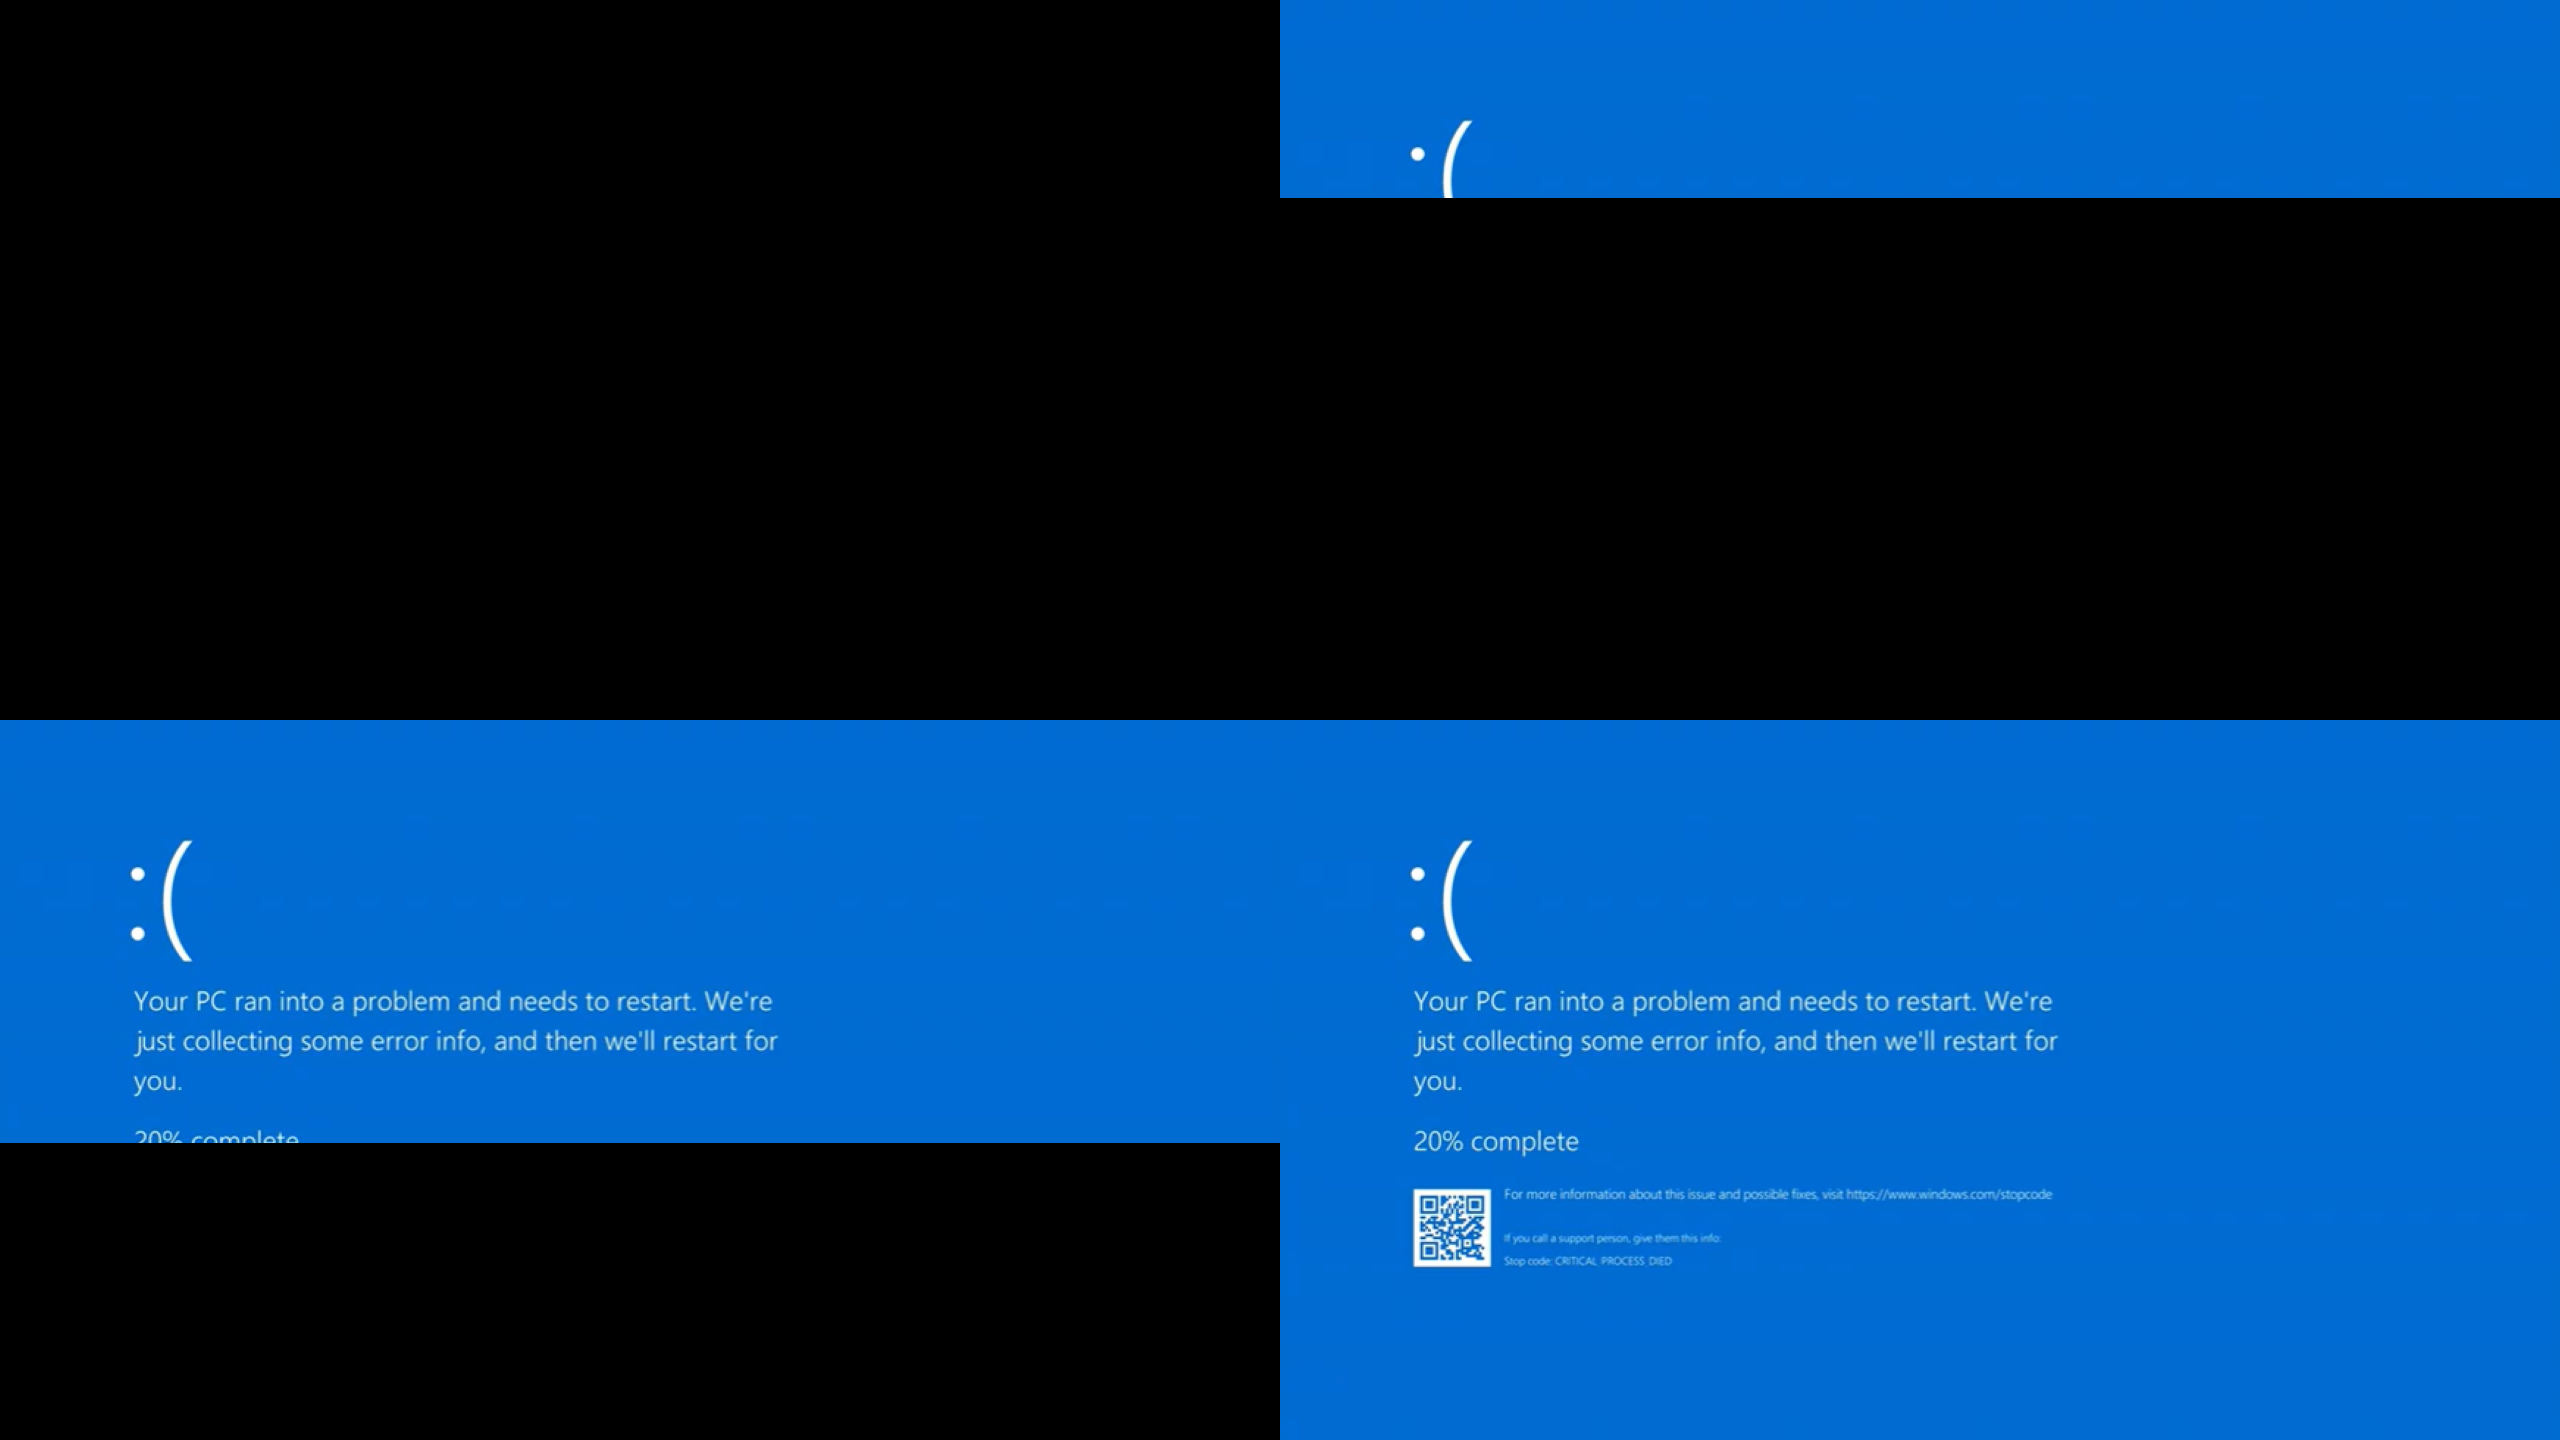 :(
:(
Your PC ran into a problem and needs to restart. We're
just collecting some error info, and then we'll restart for
you.
20% complete
:(
Your PC ran into a problem and needs to restart. We're
just collecting some error info, and then we'll restart for
you.
20% complete
For more information about this issue and possible fixes, visit https://www.windows.com/stopcode
If you call a support person, give them this info:
Stop code: CRITICAL PROCESS DIED